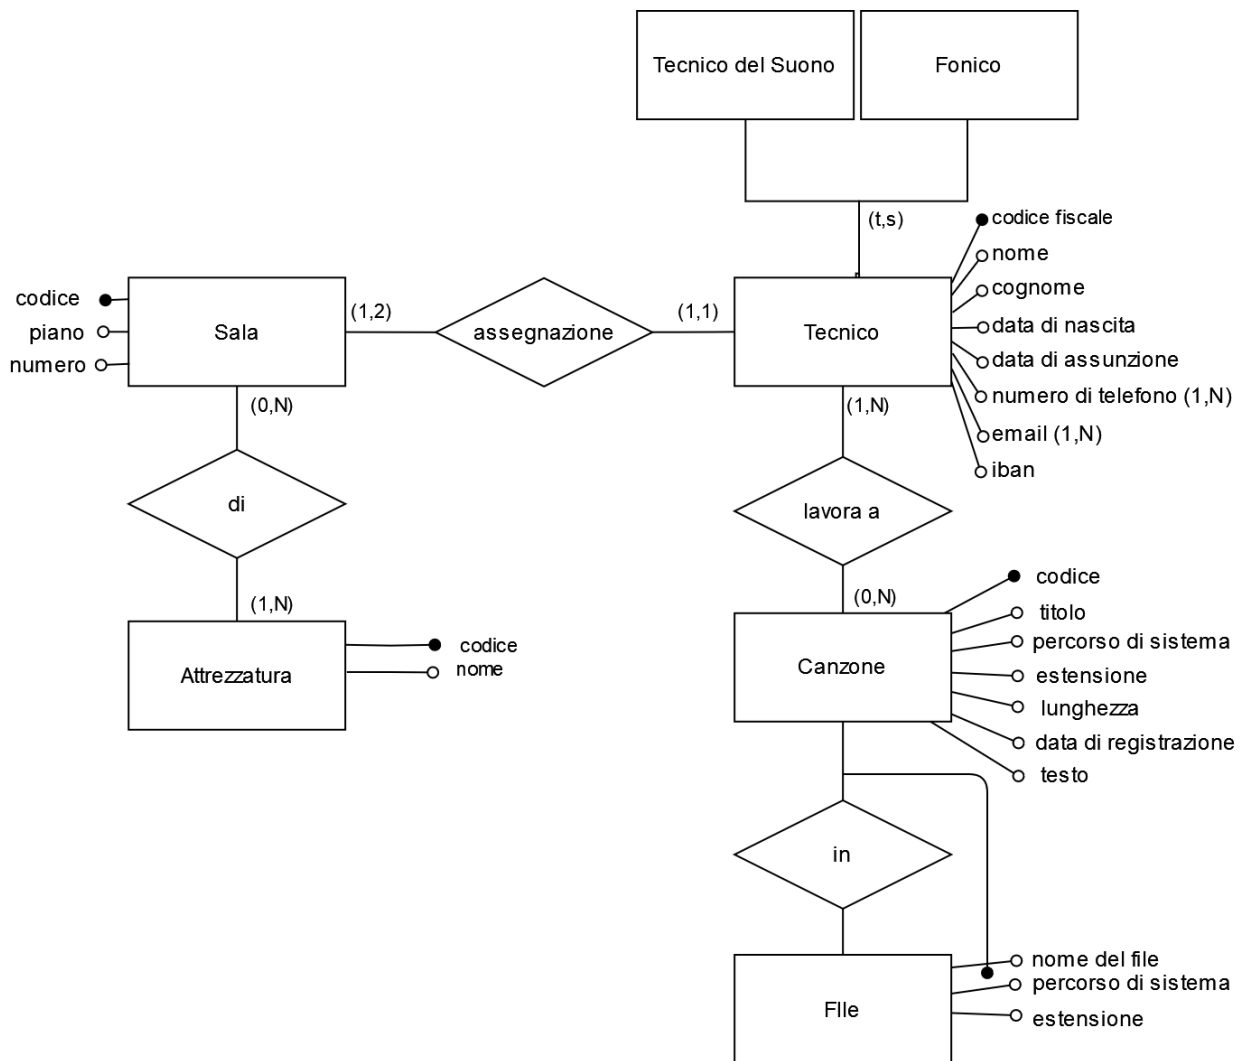 Tecnico del Suono
Fonico
(t,s)
codice fiscale
nome
cognome
data di nascita
data di assunzione
numero di telefono (1,N)
email (1,N)
iban
codice
piano
numero
Sala
(1,2)
assegnazione
(1,1)
Tecnico
(0,N)
(1,N)
di
lavora a
(1,N)
(0,N)
Attrezzatura
codice
nome
Canzone
codice
titolo
percorso di sistema
estensione
lunghezza
data di registrazione
testo
in
FIle
nome del file
percorso di sistema
estensione